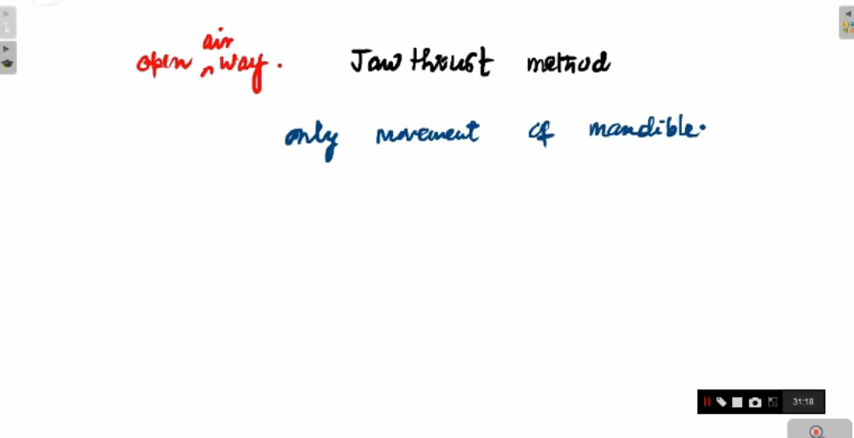 open air way. Jaw thrust method
only movement of mandible.
31:18